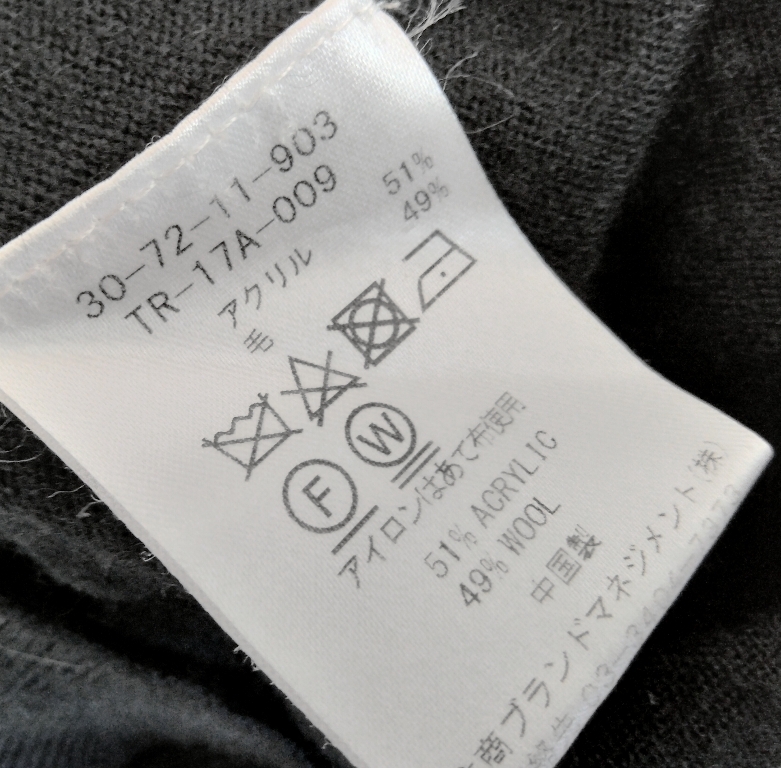 30-72-11-903
TR-17A-009
アクリル 51%
毛 49%
F W
アイロンはあて布使用
51% ACRYLIC
49% WOOL
中国製
商ブランドマネジメント(株)